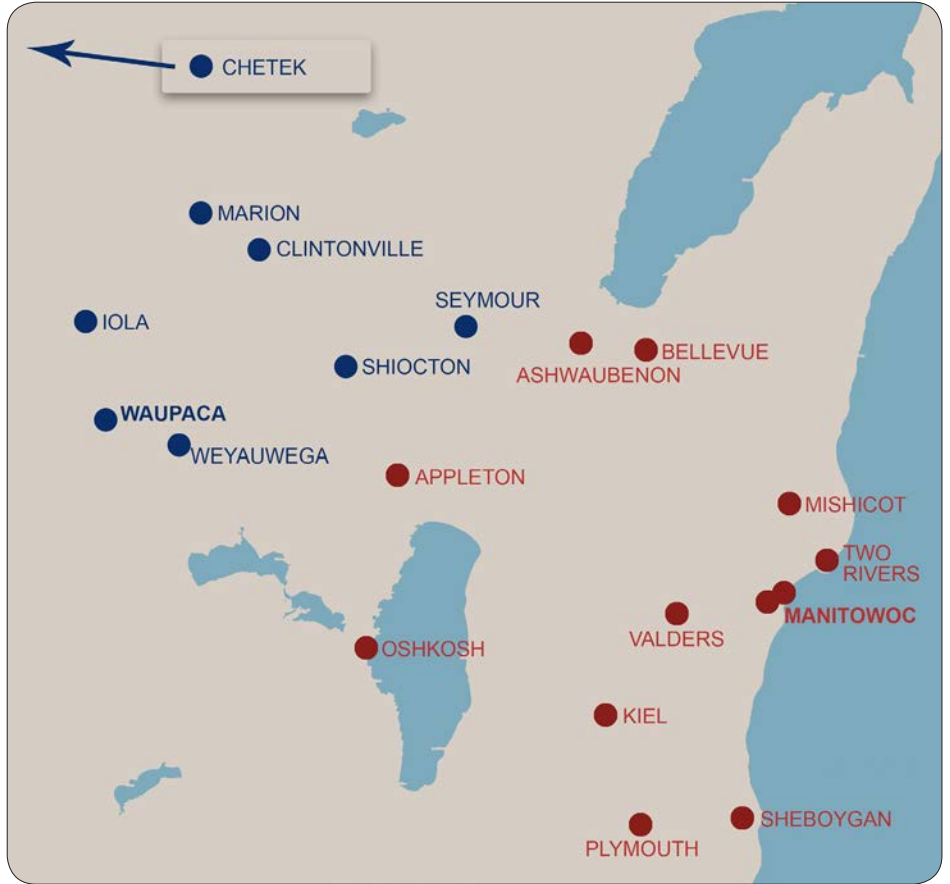 CHETEK
MARION
CLINTONVILLE
SEYMOUR
IOLA
SHIOCTON
BELLEVUE
ASHWAUBENON
WAUPACA
WEYAUWEGA
APPLETON
MISHICOT
TWO
RIVERS
MANITOWOC
VALDERS
OSHKOSH
KIEL
SHEBOYGAN
PLYMOUTH